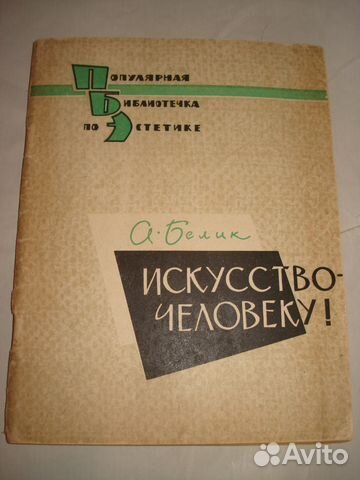 ПОПУЛЯРНАЯ
БИБЛИОТЕЧКА
ПО ЭСТЕТИКЕ
А. Белик
ИСКУССТВО-
ЧЕЛОВЕКУ!
Avito